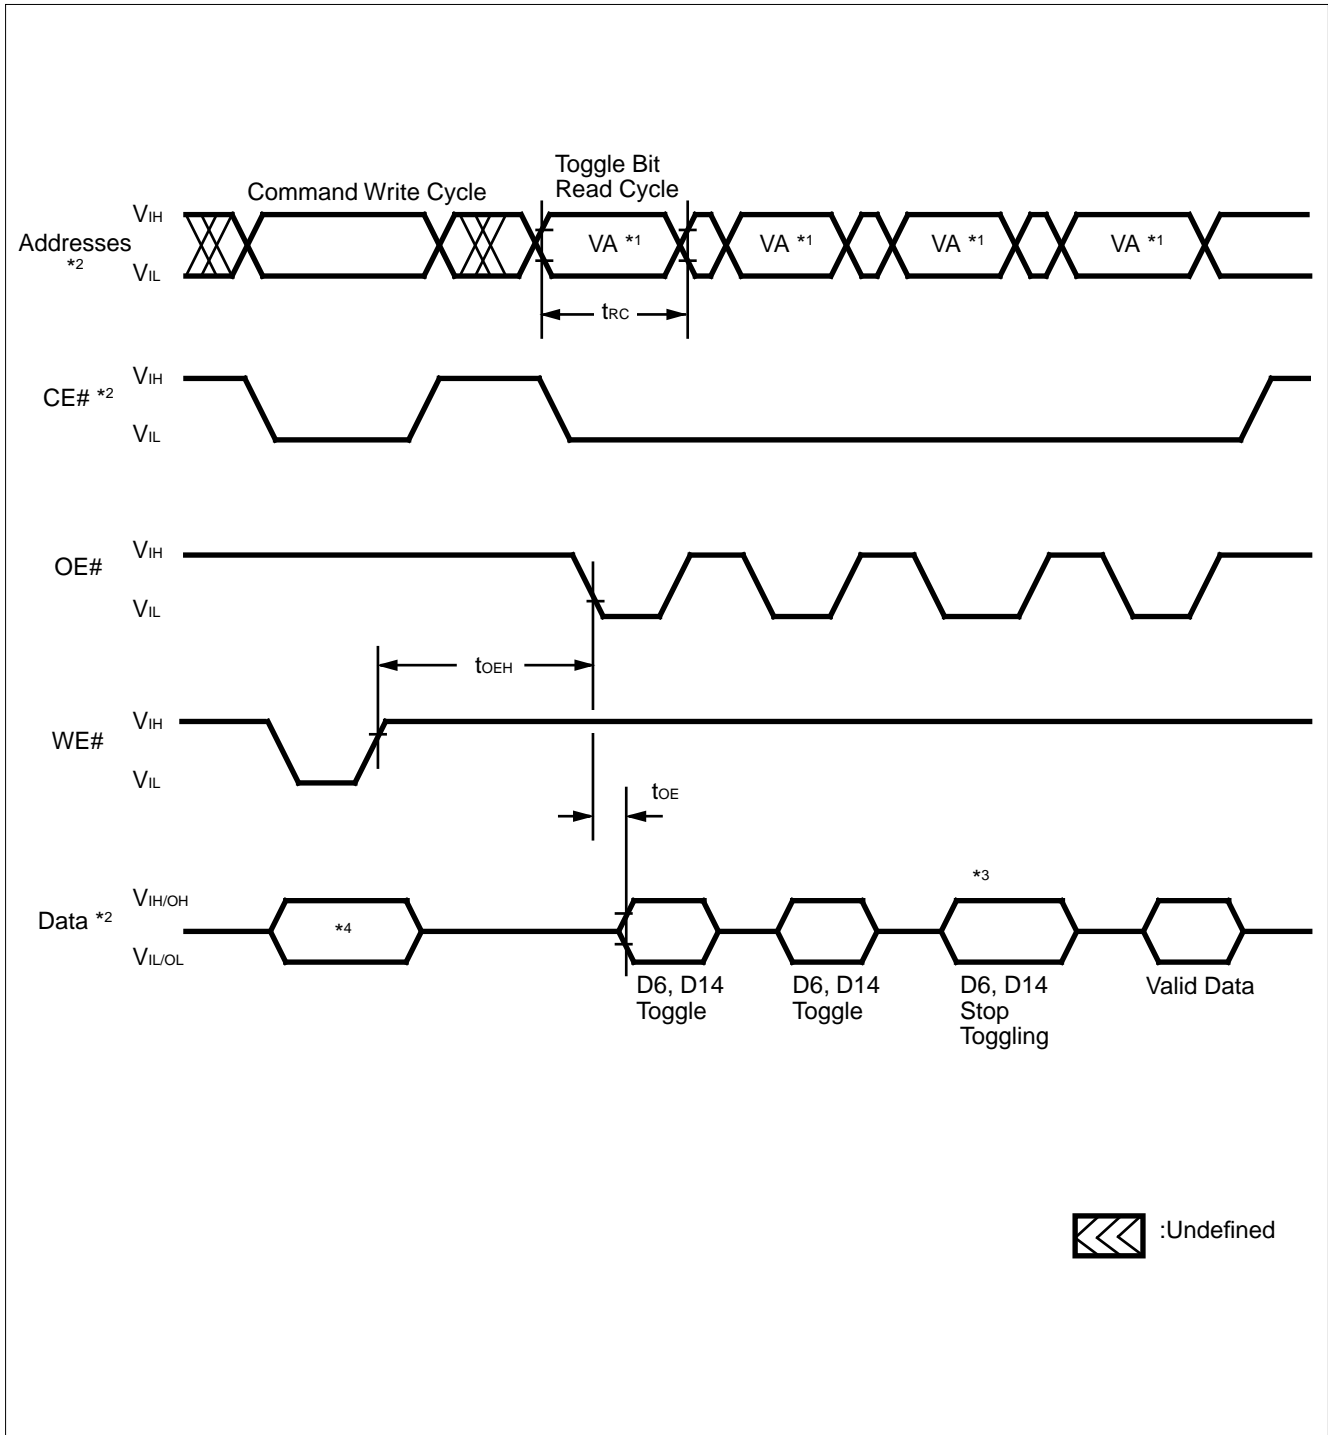 Toggle Bit
Read Cycle
Command Write Cycle
VIH
Addresses
*2
VIL
VA *1
VA *1
VA *1
VA *1
tRC
VIH
CE# *2
VIL
VIH
OE#
VIL
tOEH
VIH
WE#
VIL
tOE
*3
VIH/OH
Data *2
*4
VIL/OL
D6, D14
Toggle
D6, D14
Toggle
D6, D14
Stop
Toggling
Valid Data
:Undefined